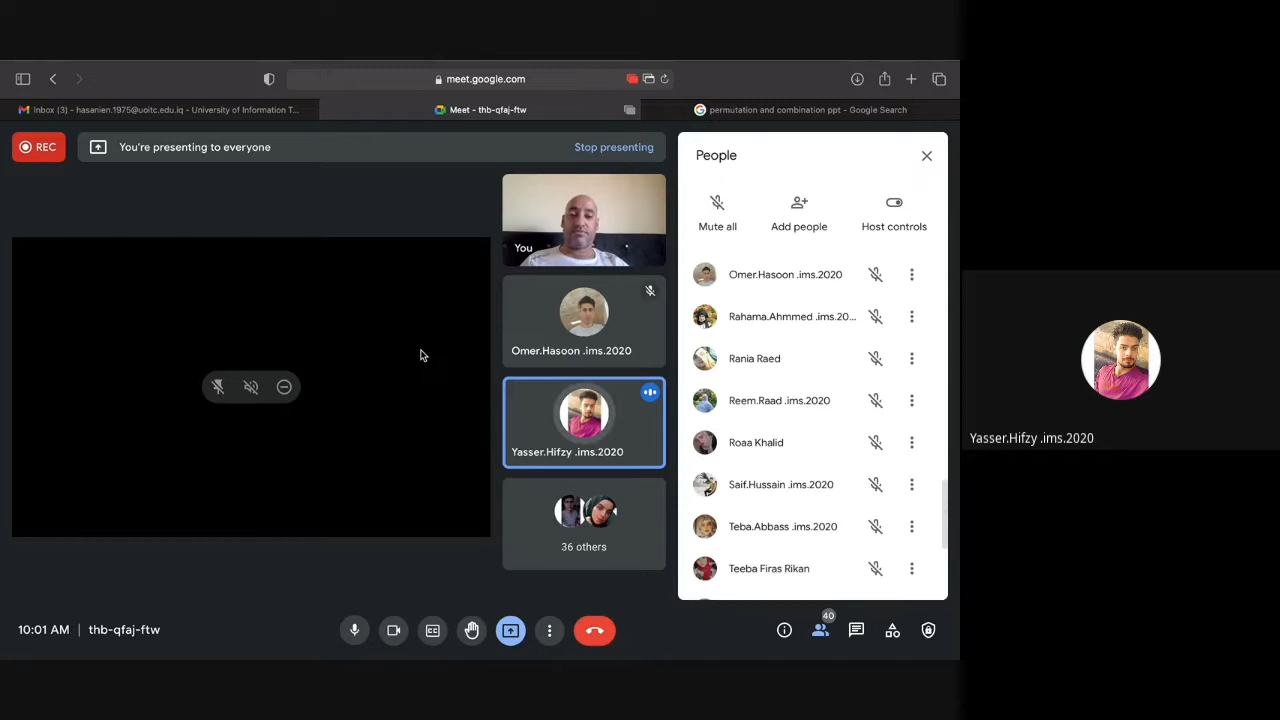 meet.google.com
Inbox (3) - hasanien.1975@uoitc.edu.iq - University of Information T...
Meet - thb-qfaj-ftw
permutation and combination ppt - Google Search
REC
You're presenting to everyone
Stop presenting
People
Mute all
Add people
Host controls
You
Omer.Hasoon .ims.2020
Yasser.Hifzy .ims.2020
36 others
Omer.Hasoon .ims.2020
Rahama.Ahmmed .ims.20...
Rania Raed
Reem.Raad .ims.2020
Roaa Khalid
Saif.Hussain .ims.2020
Teba.Abbass .ims.2020
Teeba Firas Rikan
Yasser.Hifzy .ims.2020
10:01 AM | thb-qfaj-ftw
CC
40